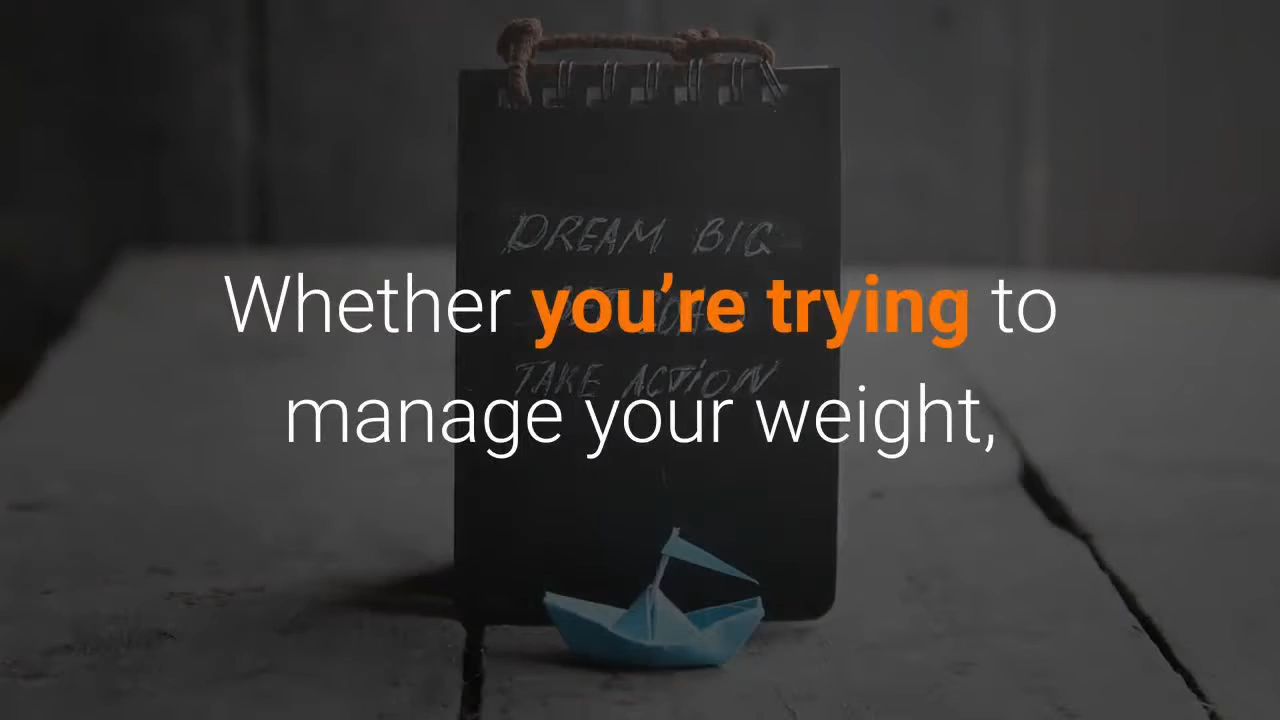 DREAM BIG
Whether you’re trying to
TAKE ACTION
manage your weight,